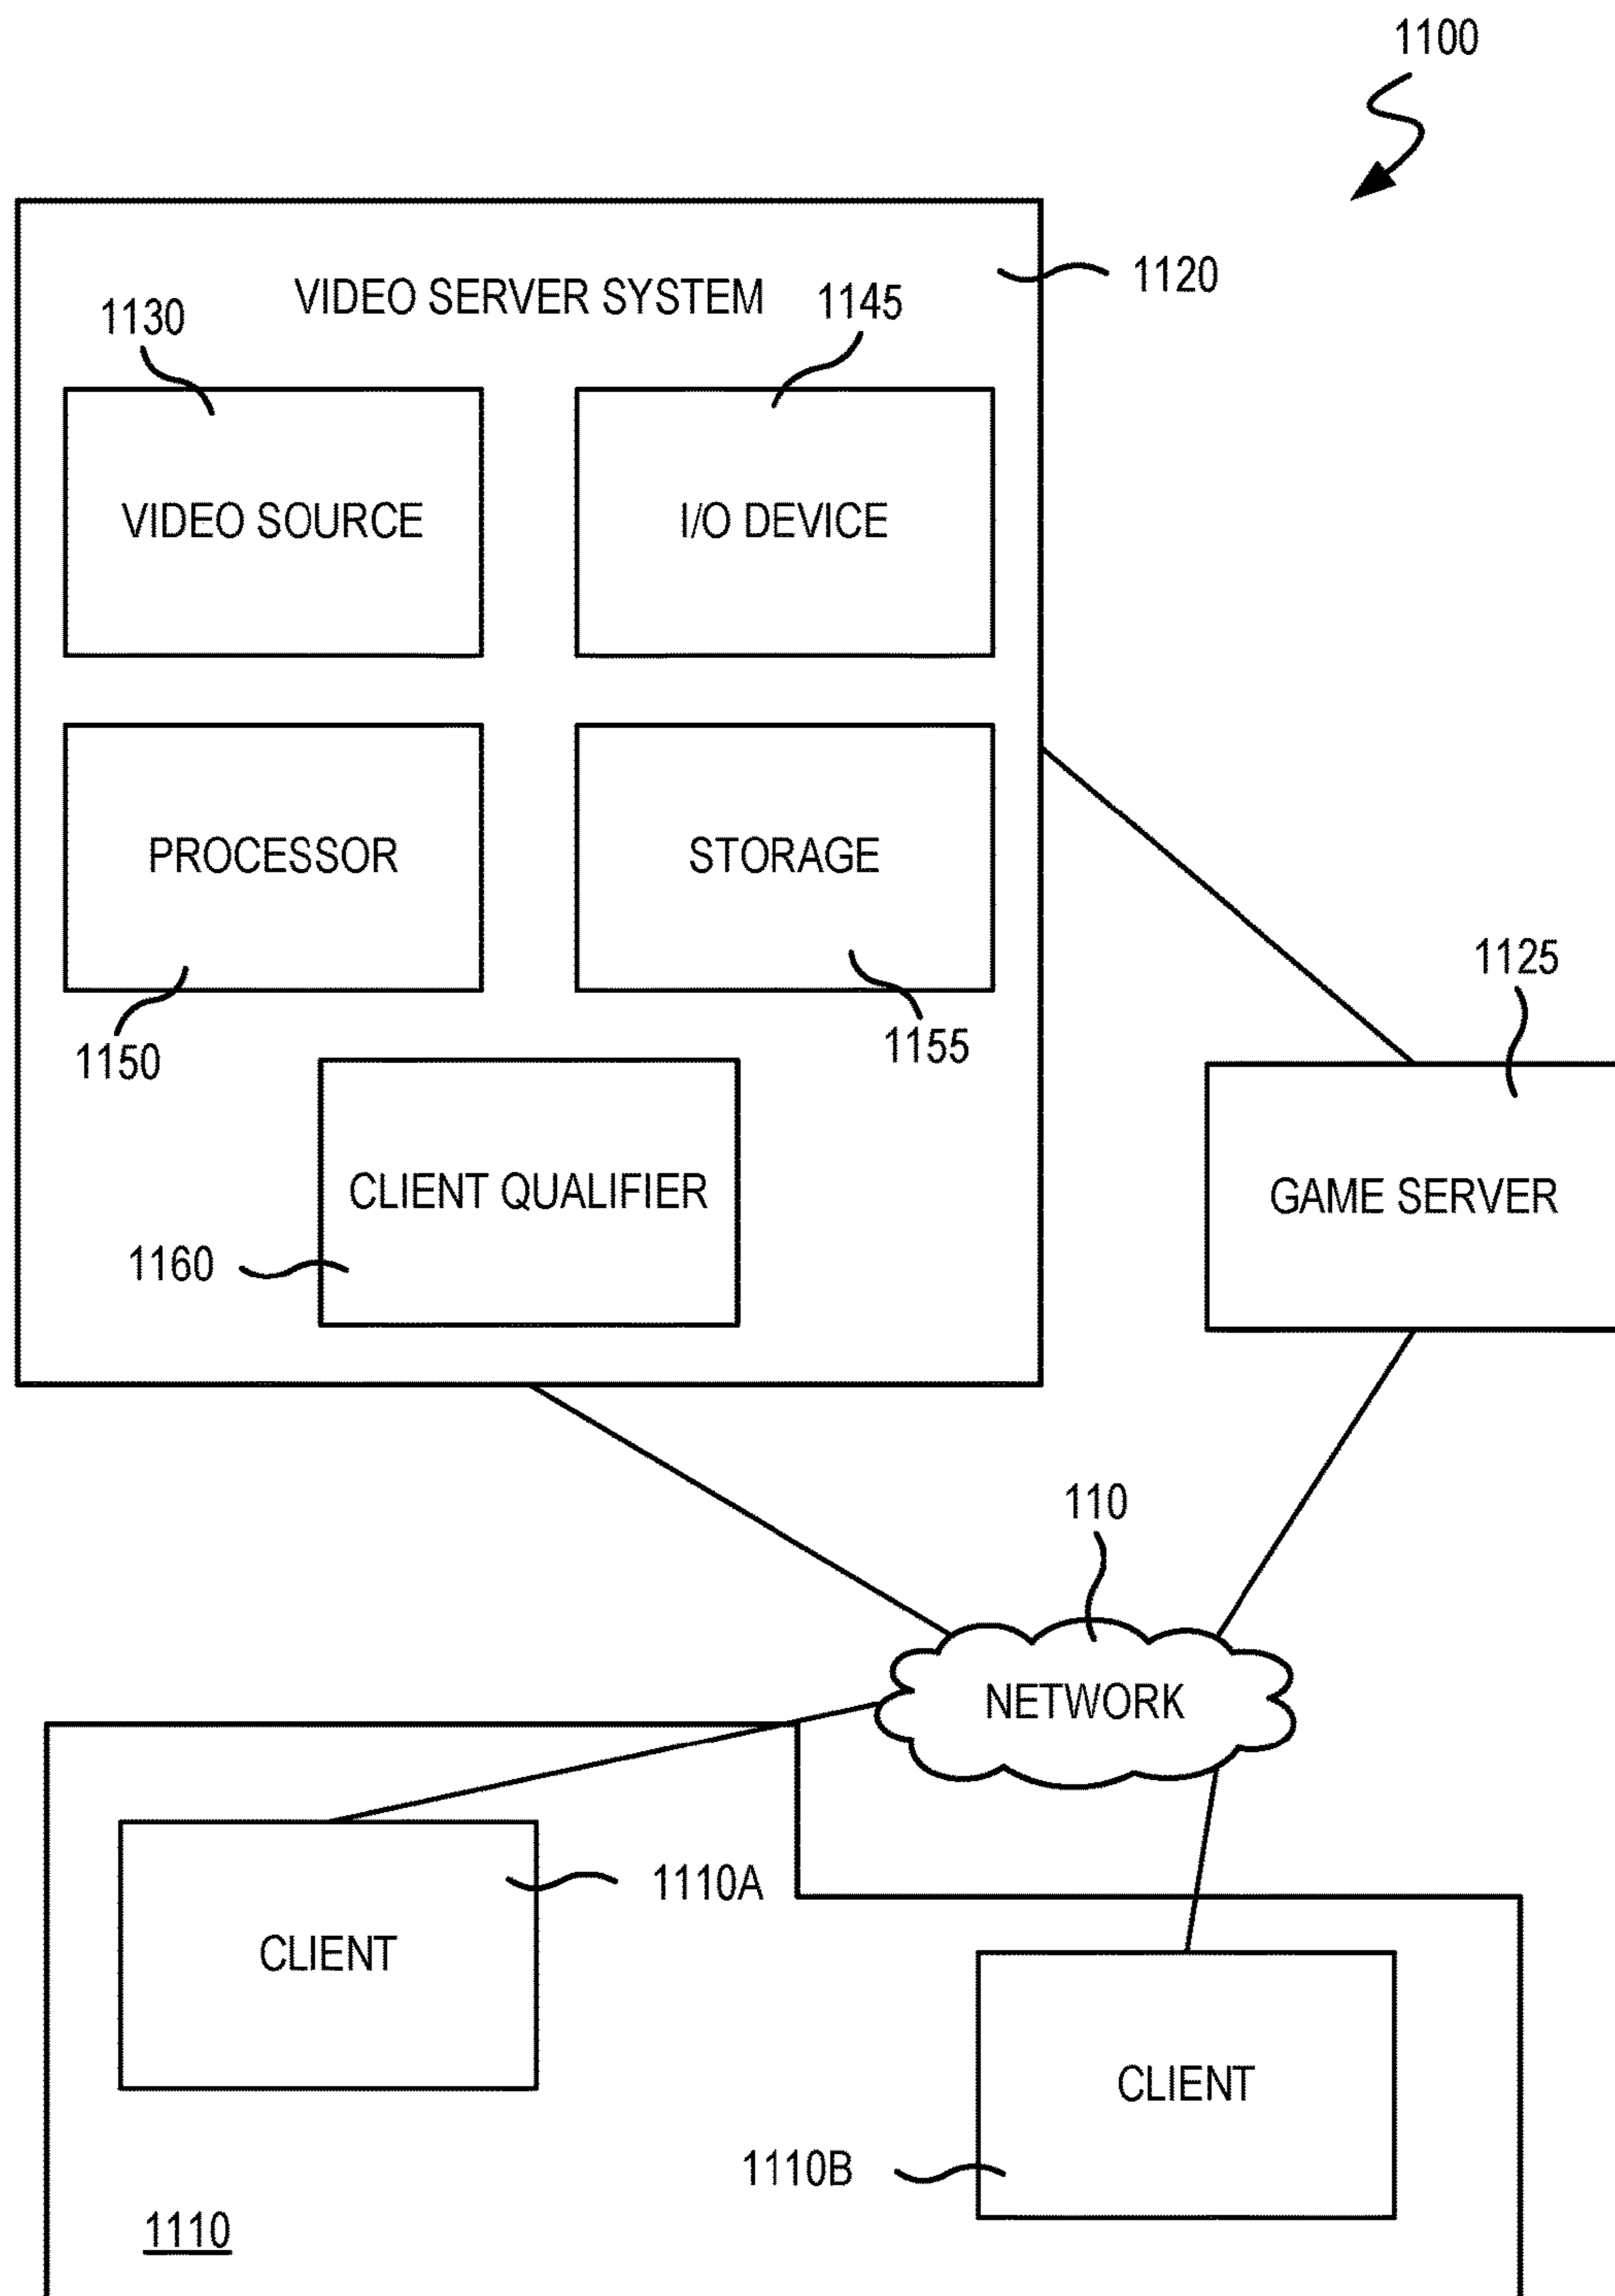 1100
1120
VIDEO SERVER SYSTEM
1130
1145
VIDEO SOURCE
I/O DEVICE
PROCESSOR
STORAGE
1150
1155
1125
CLIENT QUALIFIER
1160
GAME SERVER
110
NETWORK
1110A
CLIENT
CLIENT
1110B
1110